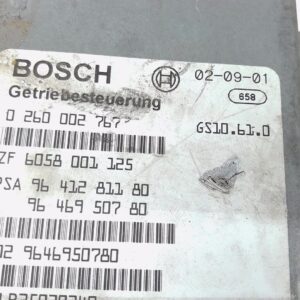 BOSCH 02-09-01
Getriebesteuerung 658
0 260 002 767 GS10.61.0
ZF 6058 001 125
PSA 96 412 811 80
96 469 507 80
02 9646950780